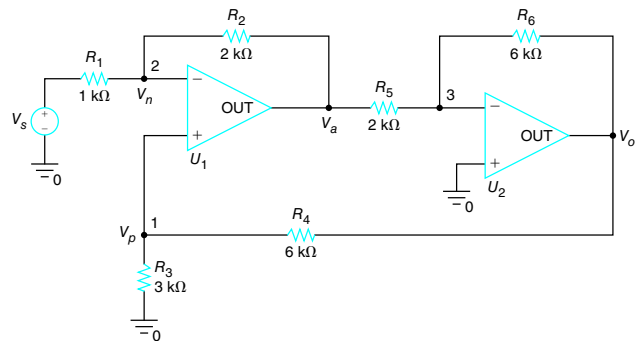 R6
R2
6 kΩ
R1
2
2 kΩ
−
3
−
Vn
R5
1 kΩ
OUT
OUT
+
−
Vs
Va
2 kΩ
Vo
+
U1
+
U2
0
0
R4
Vp
1
6 kΩ
R3
3 kΩ
0